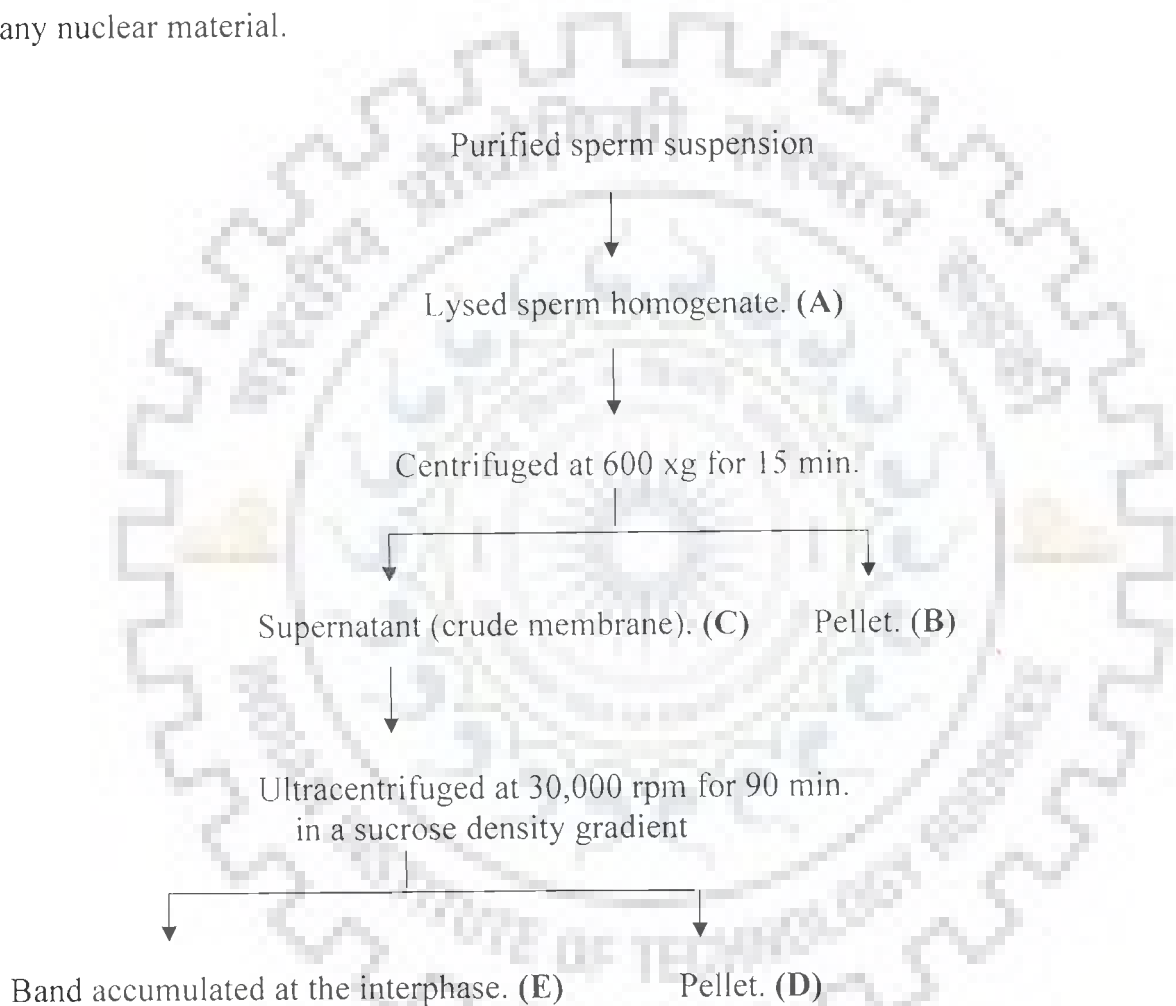 any nuclear material.
Purified sperm suspension
Lysed sperm homogenate. (A)
Centrifuged at 600 xg for 15 min.
Supernatant (crude membrane). (C) Pellet. (B)
Ultracentrifuged at 30,000 rpm for 90 min.
in a sucrose density gradient
Band accumulated at the interphase. (E) Pellet. (D)